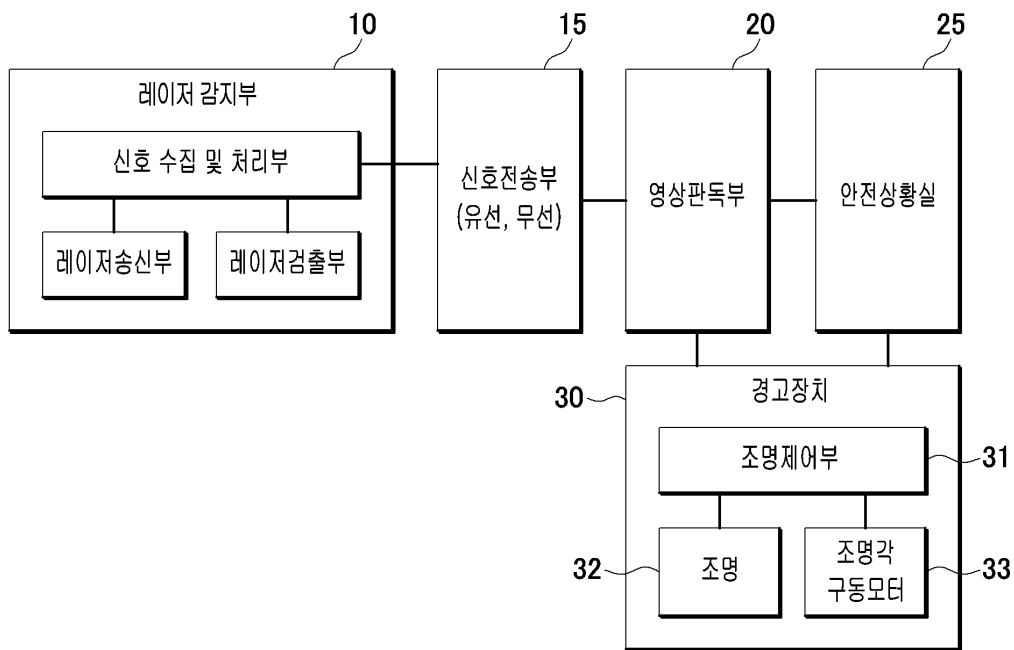 10
15
20
25
레이저 감지부
신호 수집 및 처리부
레이저송신부
레이저검출부
신호전송부
(유선, 무선)
영상판독부
안전상황실
30
경고장치
조명제어부
31
32
조명
조명각
구동모터
33